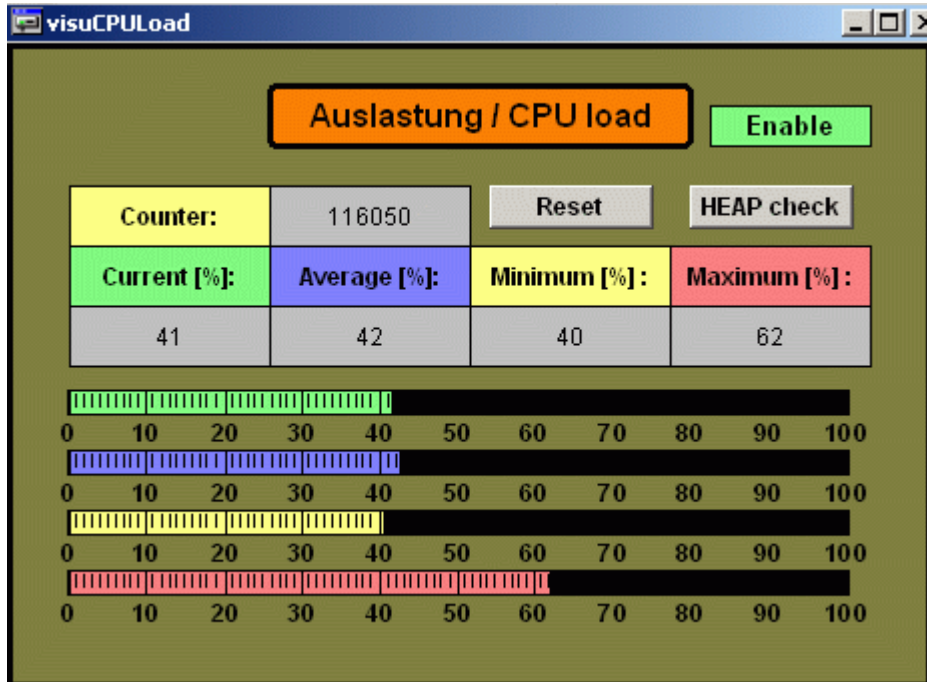 visuCPULoad
Auslastung / CPU load
Enable
Counter: 116050 Reset HEAP check
Current [%]: Average [%]: Minimum [%] : Maximum [%] :
41 42 40 62
0 10 20 30 40 50 60 70 80 90 100
0 10 20 30 40 50 60 70 80 90 100
0 10 20 30 40 50 60 70 80 90 100
0 10 20 30 40 50 60 70 80 90 100